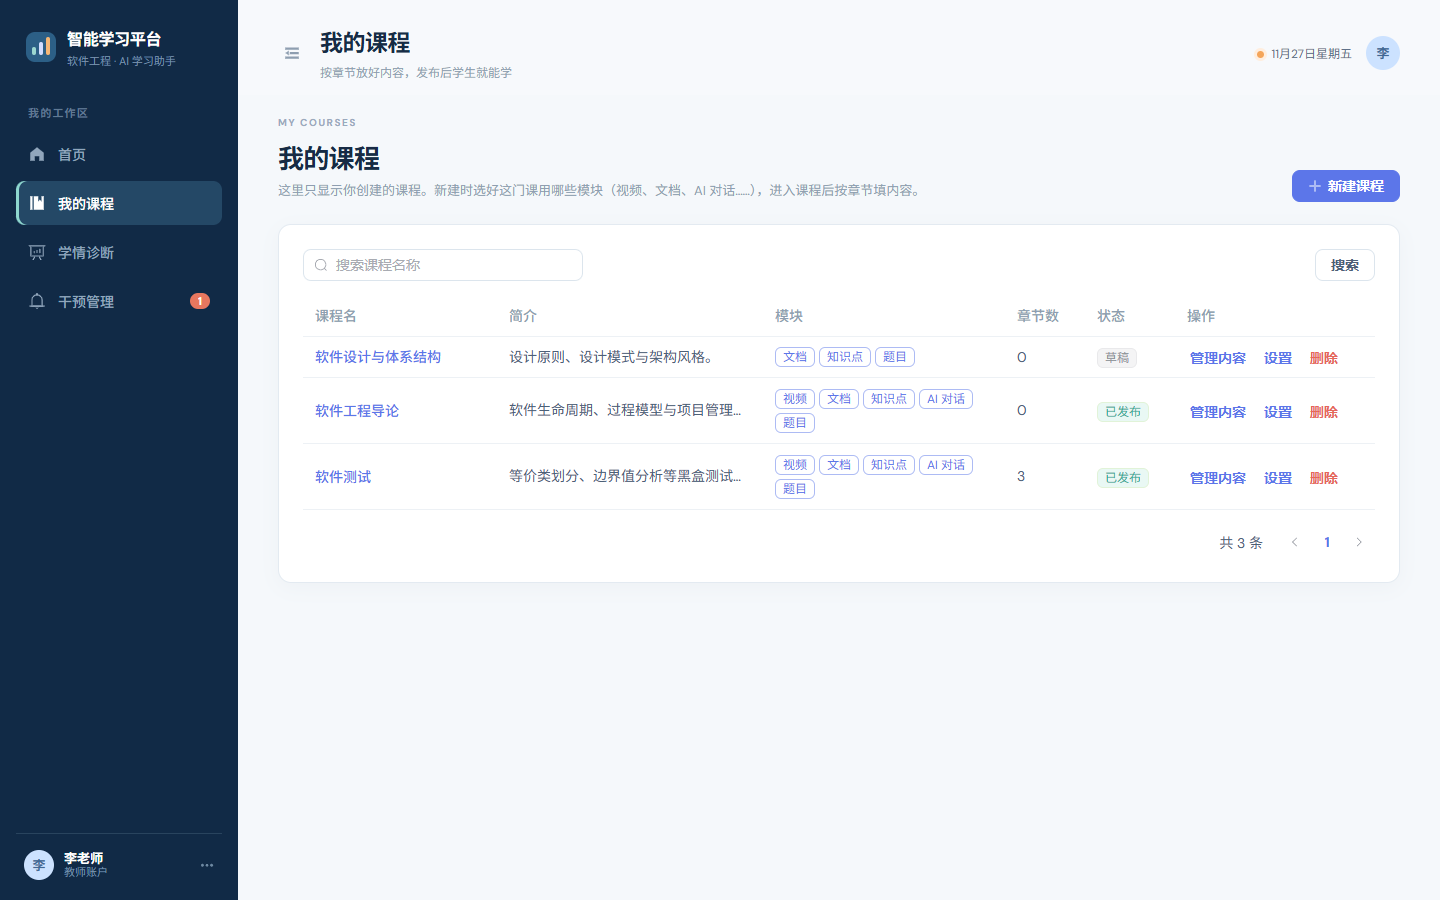 智能学习平台
软件工程 · AI 学习助手
我的工作区
首页
我的课程
学情诊断
干预管理
1
李
李老师
教师账户
我的课程
按章节放好内容，发布后学生就能学
11月27日星期五
李
MY COURSES
我的课程
这里只显示你创建的课程。新建时选好这门课用哪些模块（视频、文档、AI 对话……），进入课程后按章节填内容。
新建课程
搜索课程名称
搜索
课程名 简介 模块 章节数 状态 操作
软件设计与体系结构 设计原则、设计模式与架构风格。 文档 知识点 题目 0 草稿 管理内容 设置 删除
软件工程导论 软件生命周期、过程模型与项目管理... 视频 文档 知识点 AI 对话 0 已发布 管理内容 设置 删除
题目
软件测试 等价类划分、边界值分析等黑盒测试... 视频 文档 知识点 AI 对话 3 已发布 管理内容 设置 删除
题目
共 3 条 1